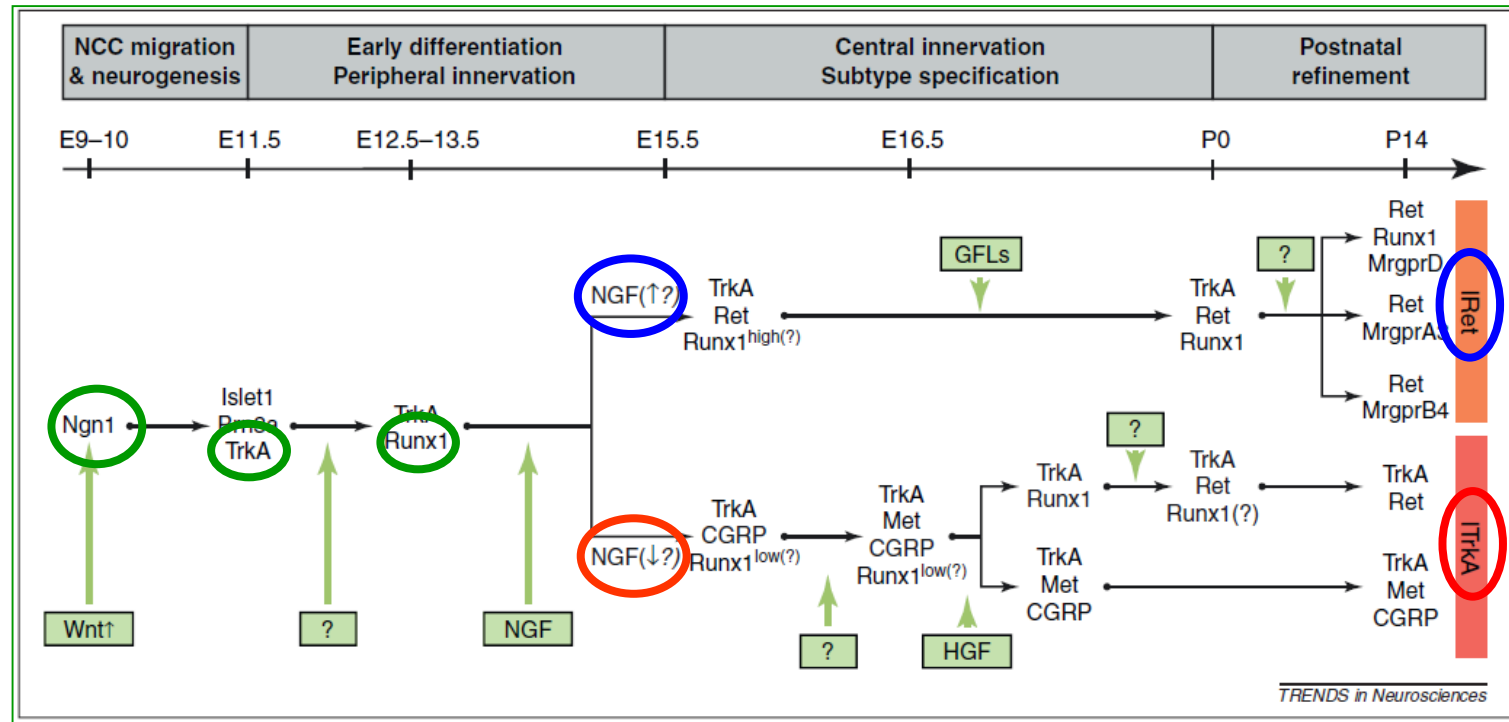 NCC migration
& neurogenesis
Early differentiation
Peripheral innervation
Central innervation
Subtype specification
Postnatal
refinement
E9–10
E11.5
E12.5–13.5
E15.5
E16.5
P0
P14
Ngn1
Wnt↑
Islet1
Brn3a
TrkA
?
TrkA
Runx1
NGF
NGF(↑?)
TrkA
Ret
Runx1high(?)
GFLs
TrkA
Ret
Runx1
?
Ret
Runx1
MrgprD
Ret
MrgprA3
Ret
MrgprB4
IRet
NGF(↓?)
TrkA
CGRP
Runx1low(?)
?
TrkA
Met
CGRP
Runx1low(?)
HGF
TrkA
Runx1
?
TrkA
Ret
Runx1(?)
TrkA
Ret
TrkA
Met
CGRP
TrkA
Met
CGRP
ITrkA
TRENDS in Neurosciences